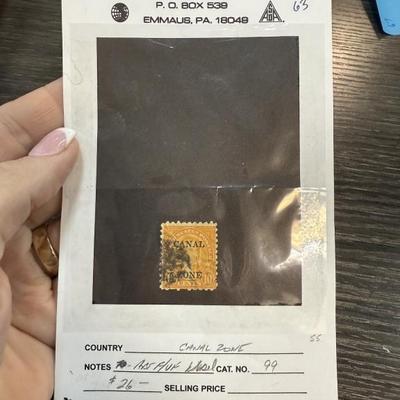 P. O. BOX 539
EMMAUS, PA. 18049
63
CANAL
ZONE
CENTS
55
COUNTRY CANAL ZONE
NOTES CAT. NO. 99
$26— SELLING PRICE